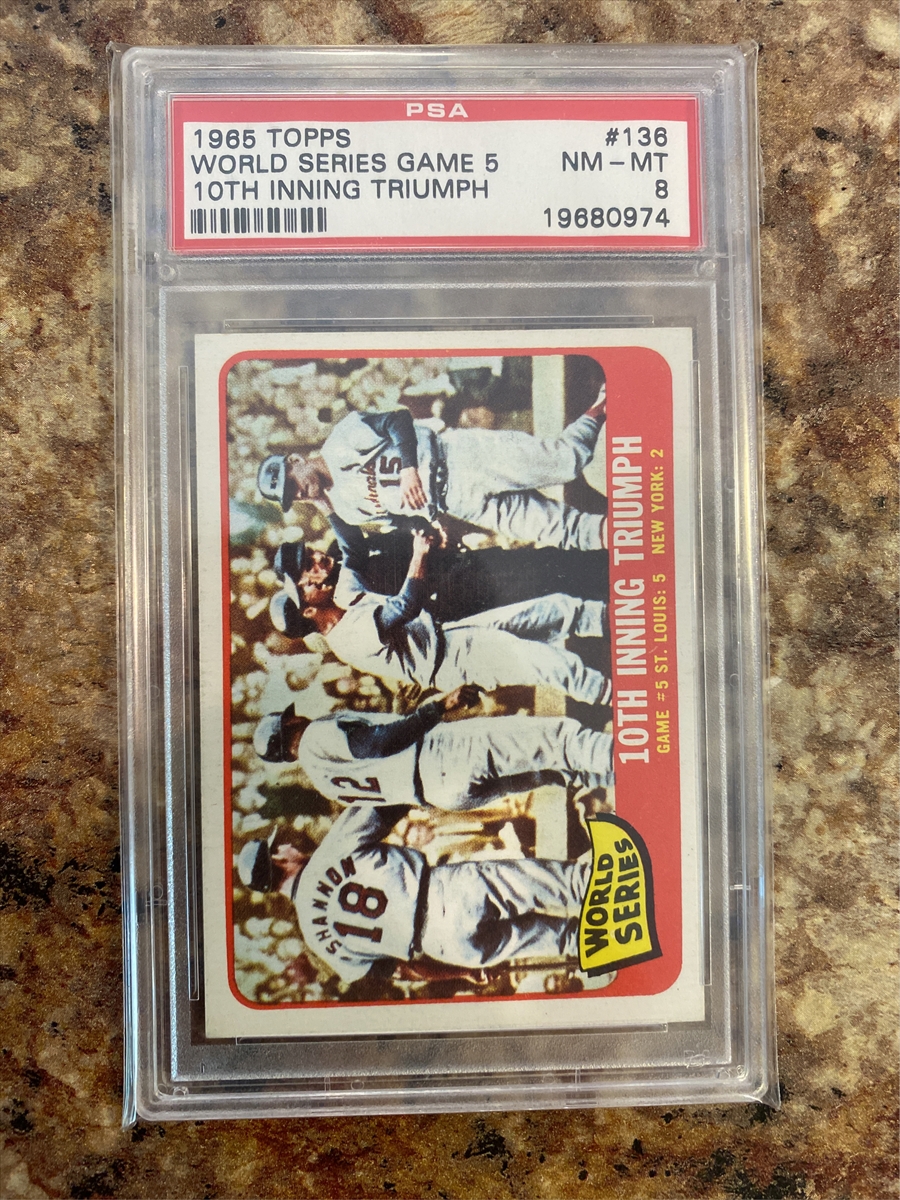 PSA
1965 TOPPS #136
WORLD SERIES GAME 5 NM - MT
10TH INNING TRIUMPH 8
19680974
15
12
SHANNON
18
10TH INNING TRIUMPH
GAME #5 ST. LOUIS: 5 NEW YORK: 2
WORLD
SERIES